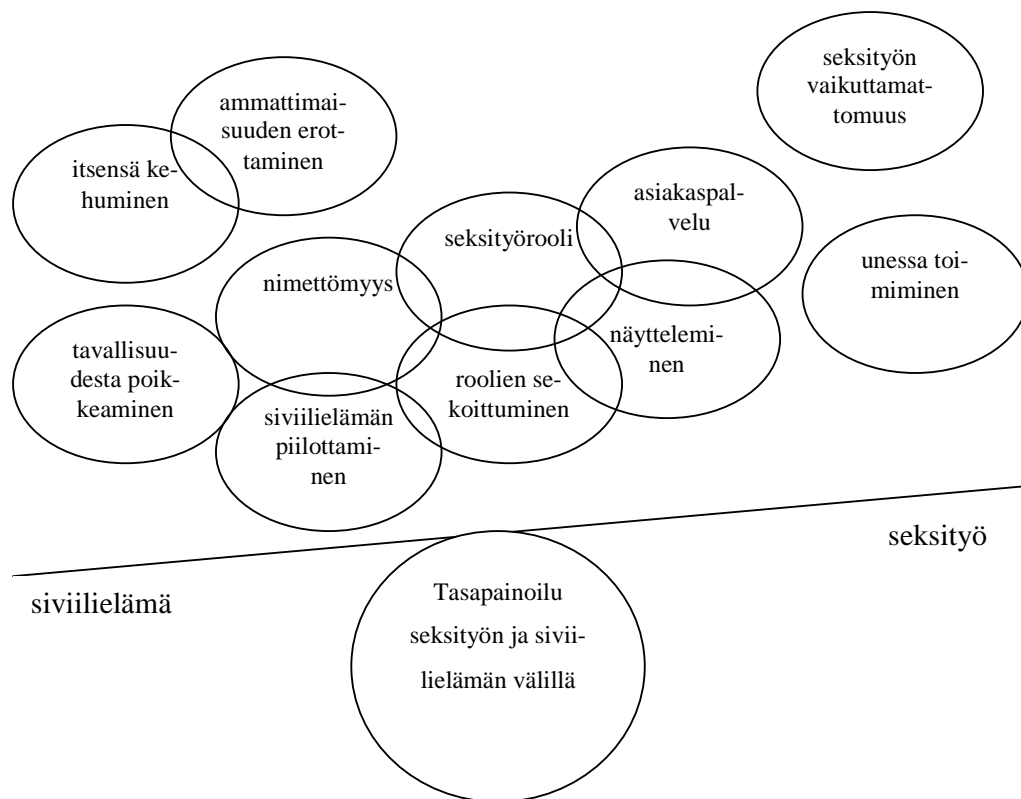 seksityön
vaikuttamat-
tomuus
ammattimai-
suuden erot-
taminen
itsensä ke-
huminen
asiakaspal-
velu
seksityörooli
nimettömyys
unessa toi-
miminen
näyttelemi-
nen
tavallisuu-
desta poik-
keaminen
roolien se-
koittuminen
siviilielämän
piilottami-
nen
seksityö
siviilielämä
Tasapainoilu
seksityön ja sivii-
lielämän välillä